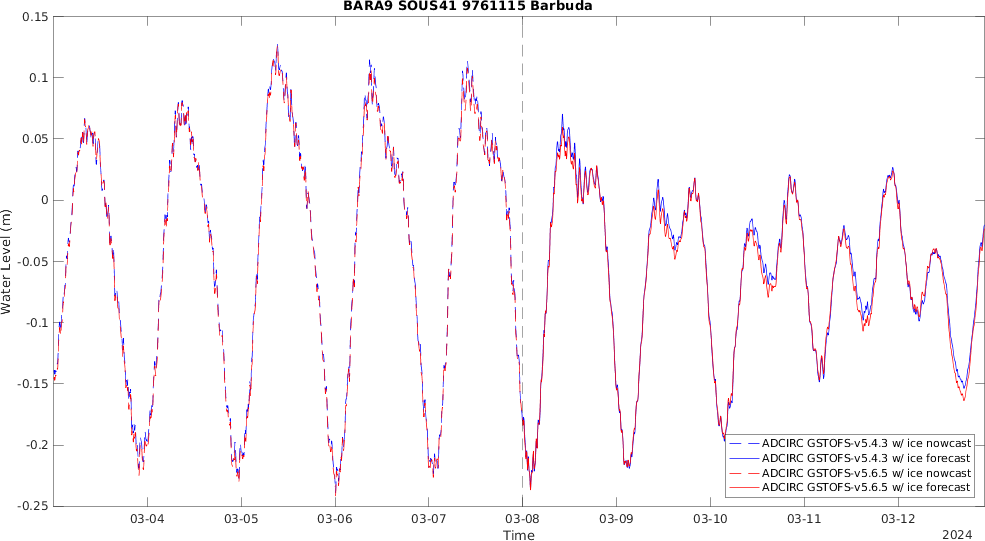 BARA9 SOUS41 9761115 Barbuda
0.15
0.1
0.05
0
-0.05
-0.1
-0.15
-0.2
-0.25
Water Level (m)
03-04 03-05 03-06 03-07 03-08 03-09 03-10 03-11 03-12
Time
2024
ADCIRC GSTOFS-v5.4.3 w/ ice nowcast
ADCIRC GSTOFS-v5.4.3 w/ ice forecast
ADCIRC GSTOFS-v5.6.5 w/ ice nowcast
ADCIRC GSTOFS-v5.6.5 w/ ice forecast